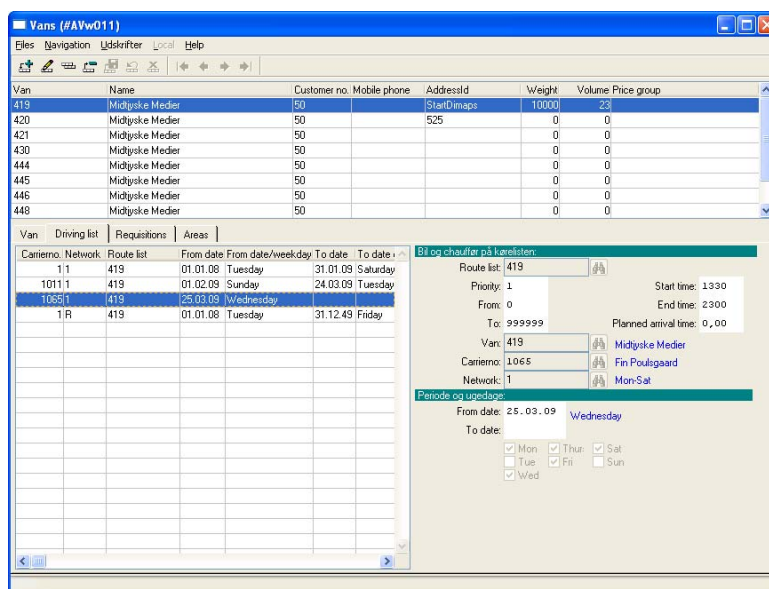 Vans (#AVw011)
Files Navigation Udskrifter Local Help
Van Name Customer no. Mobile phone AddressId Weight Volume Price group
419 Midtjyske Medier 50 StartDimaps 10000 23
420 Midtjyske Medier 50 525 0 0
421 Midtjyske Medier 50 0 0
430 Midtjyske Medier 50 0 0
444 Midtjyske Medier 50 0 0
445 Midtjyske Medier 50 0 0
446 Midtjyske Medier 50 0 0
448 Midtjyske Medier 50 0 0
Van Driving list Requisitions Areas
Carrierno. Network Route list From date From date/weekday To date To date
1 1 419 01.01.08 Tuesday 31.01.09 Saturday
1011 1 419 01.02.09 Sunday 24.03.09 Tuesday
1065 1 419 25.03.09 Wednesday
1 R 419 01.01.08 Tuesday 31.12.49 Friday
Bil og chauffør på kørelisten:
Route list: 419
Priority: 1 Start time: 1330
From: 0 End time: 2300
To: 999999 Planned arrival time: 0,00
Van: 419 Midtjyske Medier
Carrierno: 1065 Fin Poulsgaard
Network: 1 Mon-Sat
Periode og ugedage:
From date: 25.03.09 Wednesday
To date:
Mon Thur Sat
Tue Fri Sun
Wed